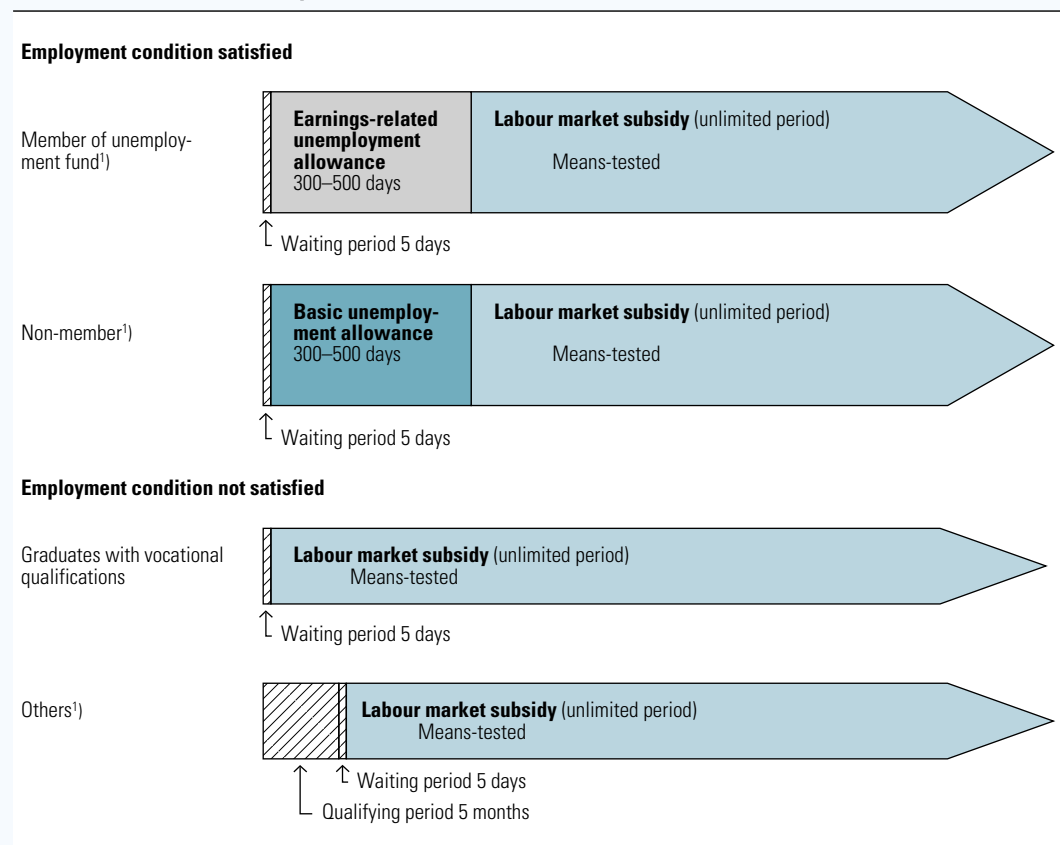 Employment condition satisfied
Member of unemploy-
ment fund¹)
Earnings-related
unemployment
allowance
300–500 days
Labour market subsidy (unlimited period)
Means-tested
Waiting period 5 days
Non-member¹)
Basic unemploy-
ment allowance
300–500 days
Labour market subsidy (unlimited period)
Means-tested
Waiting period 5 days
Employment condition not satisfied
Graduates with vocational
qualifications
Labour market subsidy (unlimited period)
Means-tested
Waiting period 5 days
Others¹)
Labour market subsidy (unlimited period)
Means-tested
Waiting period 5 days
Qualifying period 5 months